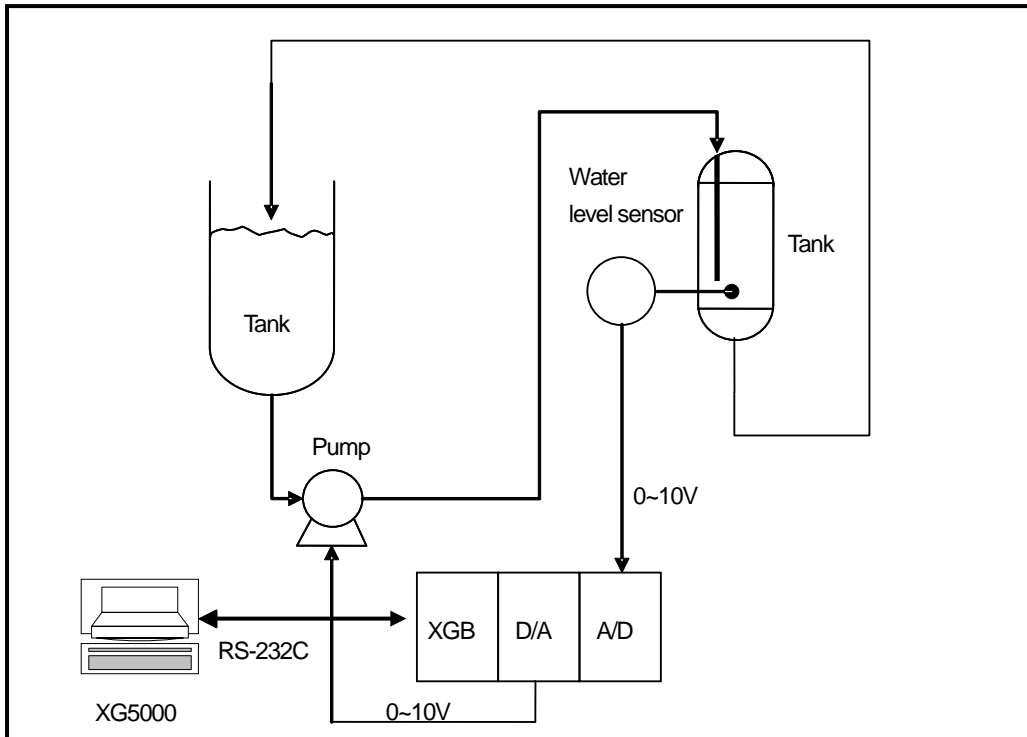 Water
level sensor
Tank
Tank
Pump
0~10V
XGB
D/A
A/D
RS-232C
XG5000
0~10V